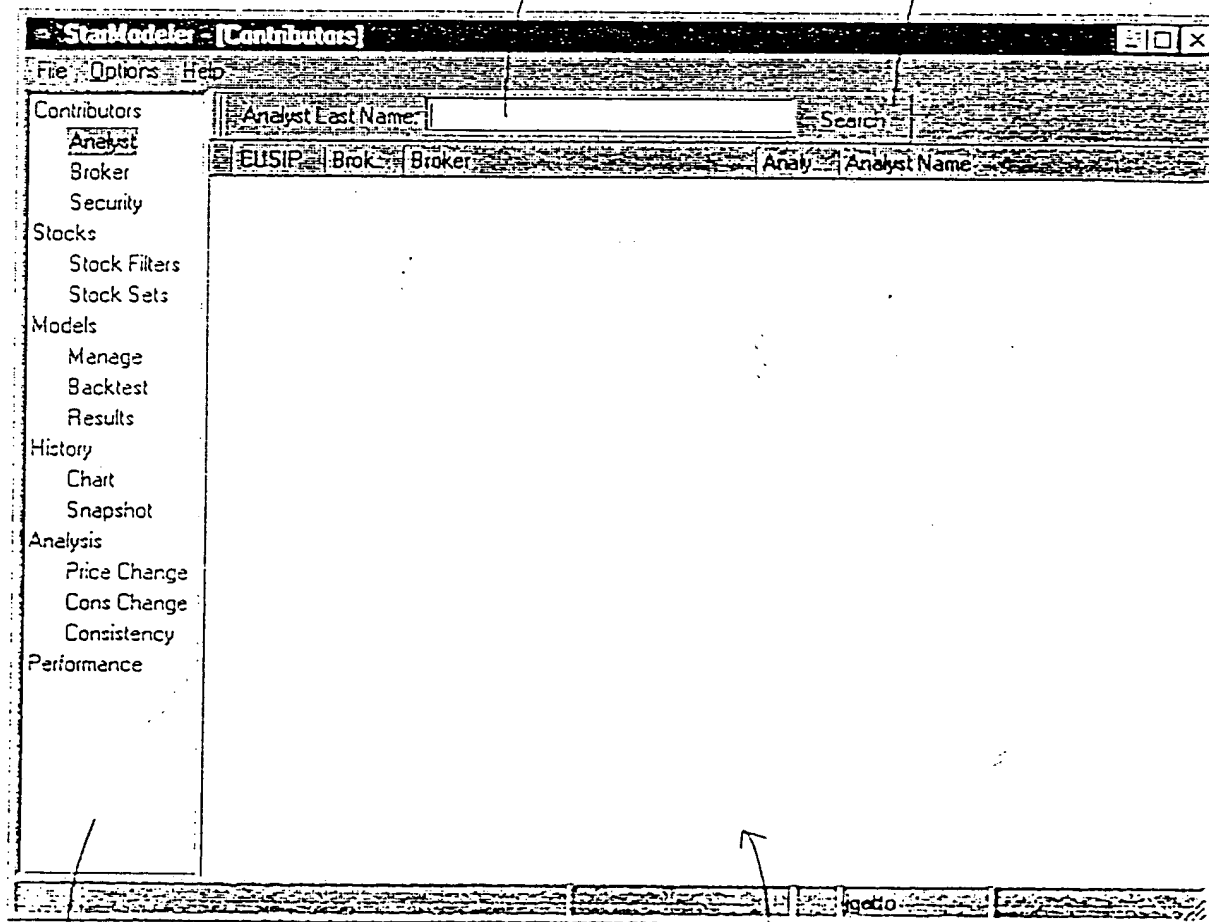 StarModeler - [Contributors]
File Options Help
Contributors
Analyst
Broker
Security
Stocks
Stock Filters
Stock Sets
Models
Manage
Backtest
Results
History
Chart
Snapshot
Analysis
Price Change
Cons Change
Consistency
Performance
Analyst Last Name: Search
Brok... Broker Analy... Analyst Name